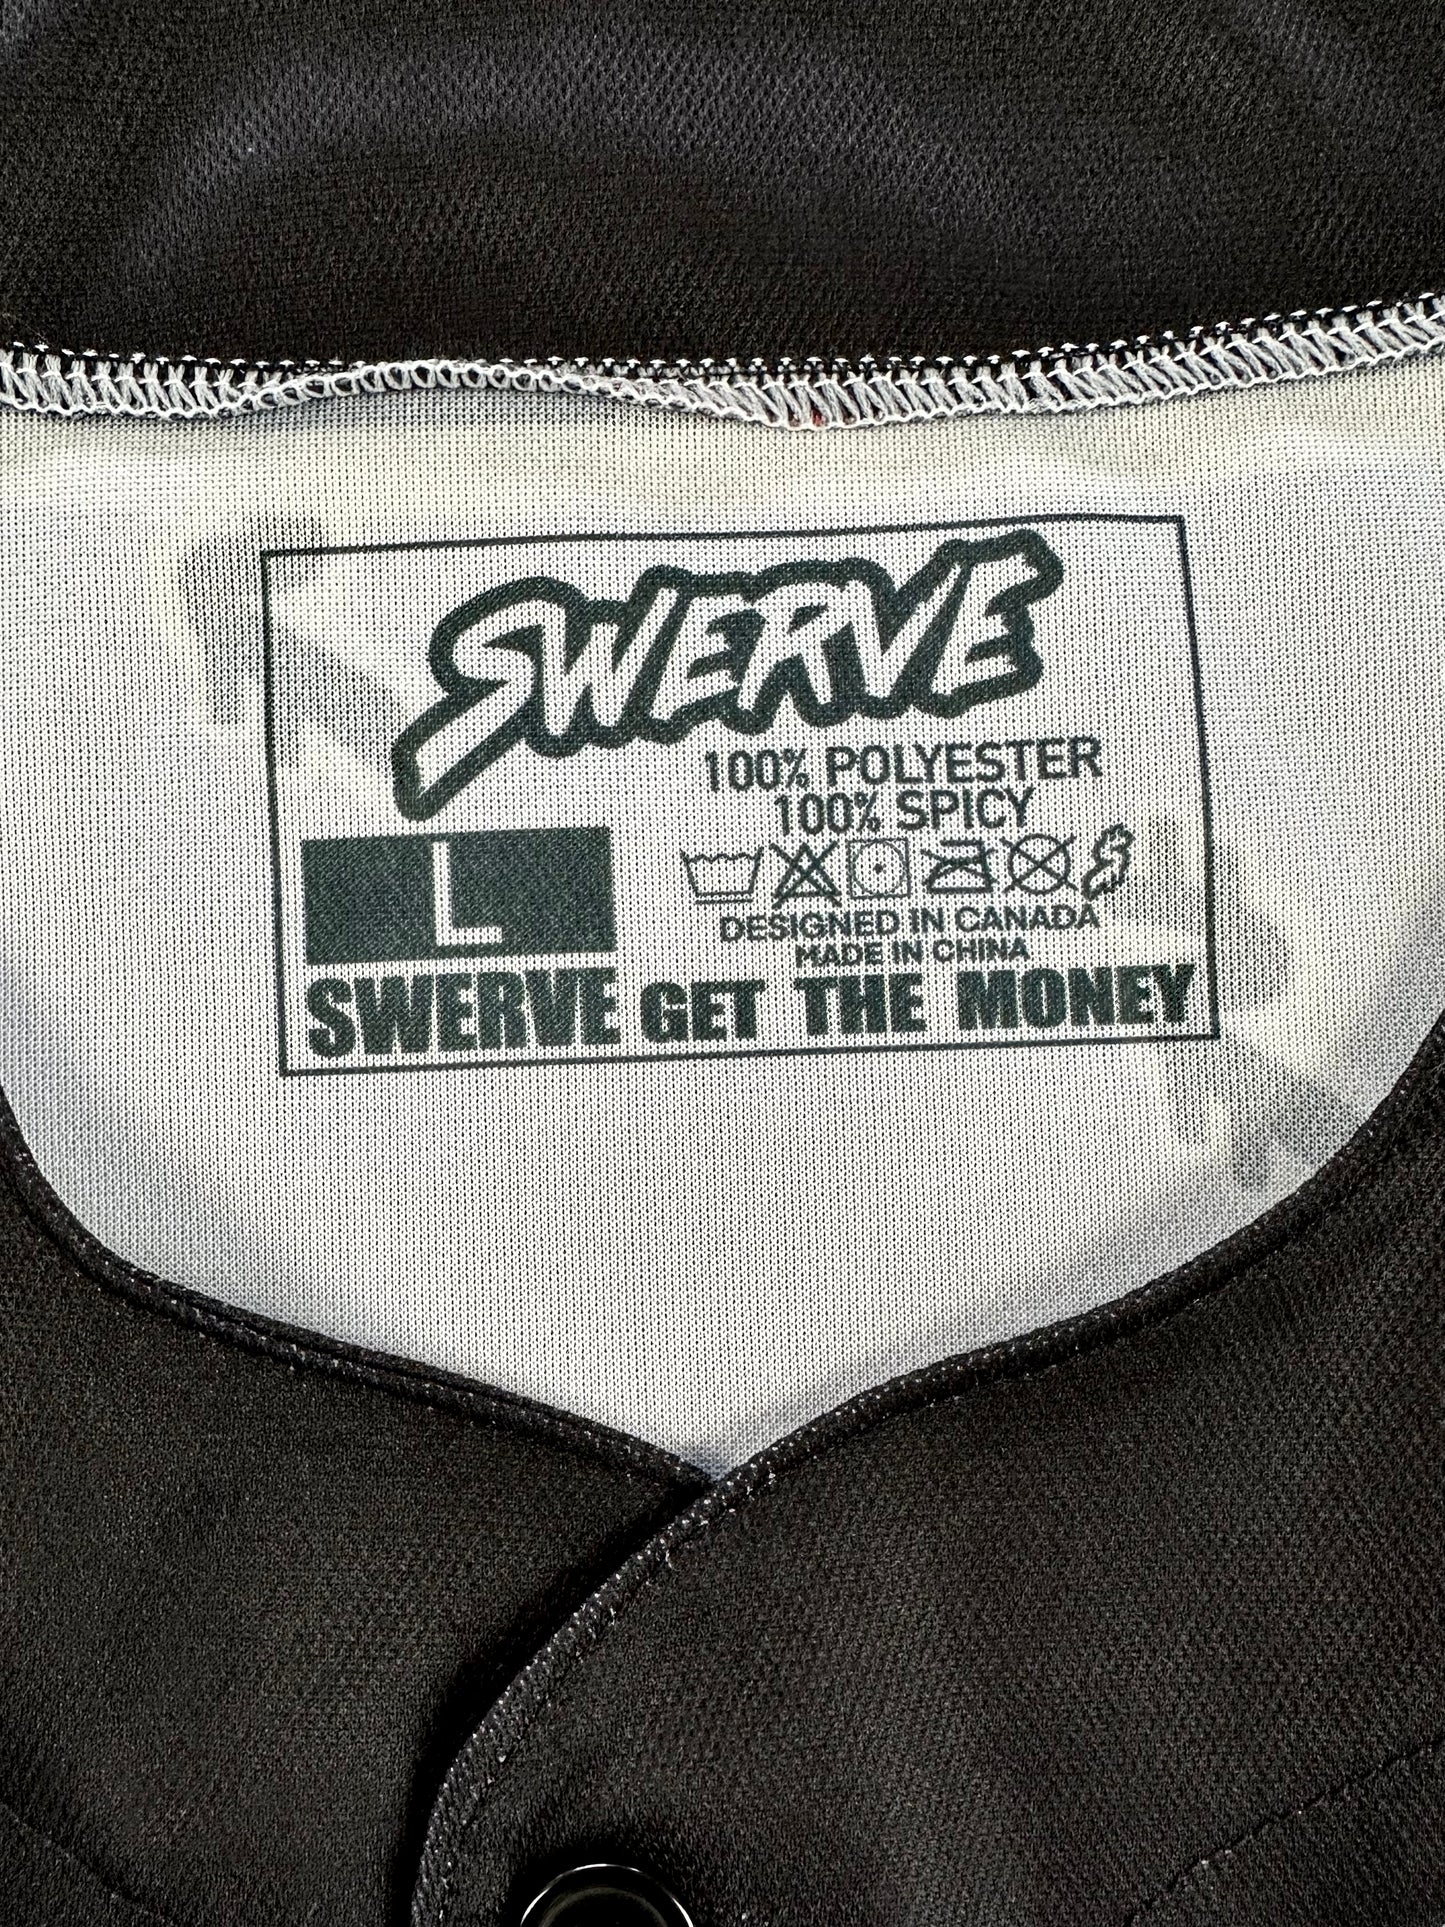 SWERVE
100% POLYESTER
100% SPICY
L
DESIGNED IN CANADA
MADE IN CHINA
SWERVE GET THE MONEY